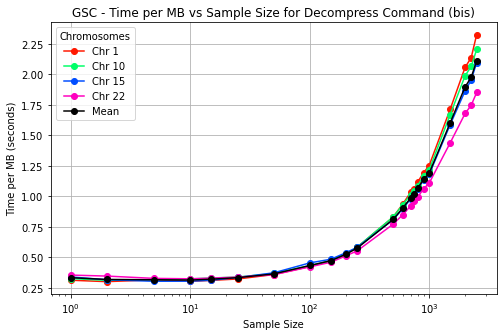 GSC - Time per MB vs Sample Size for Decompress Command (bis)
Chromosomes
Chr 1
Chr 10
Chr 15
Chr 22
Mean
Time per MB (seconds)
2.25
2.00
1.75
1.50
1.25
1.00
0.75
0.50
0.25
10⁰
10¹
10²
10³
Sample Size